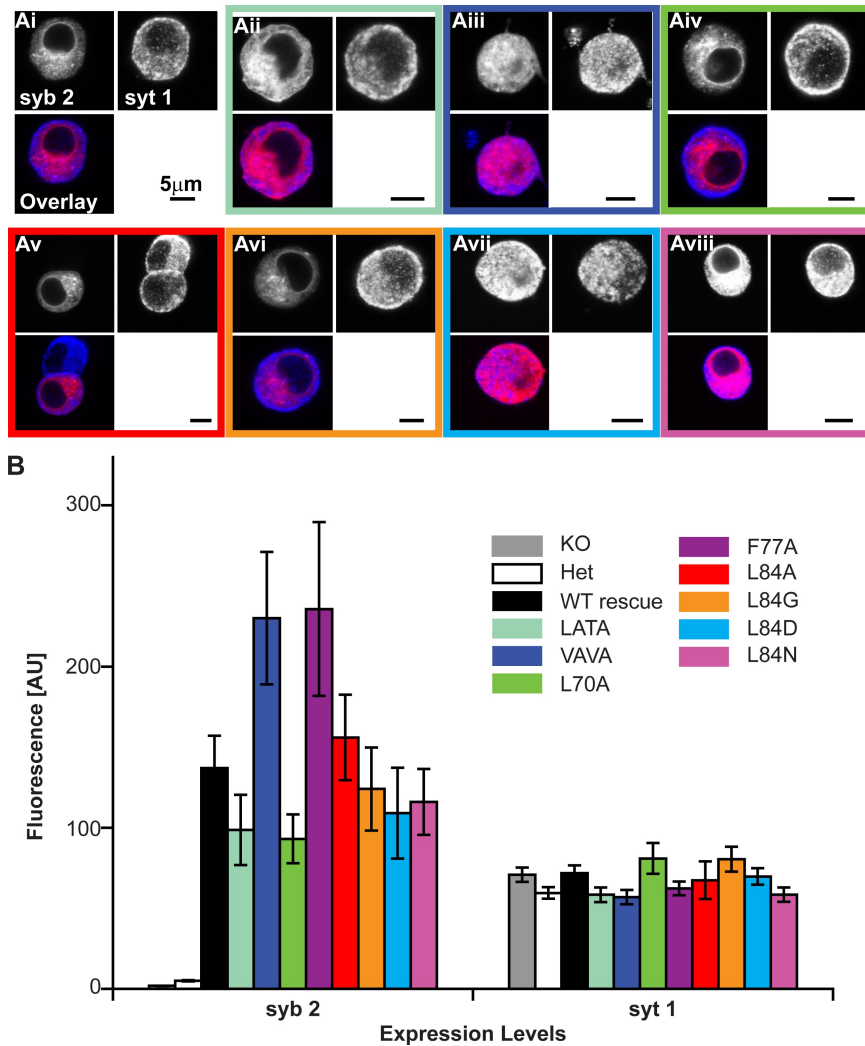 Ai
syb 2
syt 1
Overlay
5μm
Aii
Aiii
Aiv
Av
Avi
Avii
Aviii
B
Fluorescence [AU]
300
200
100
0
KO
Het
WT rescue
LATA
VAVA
L70A
F77A
L84A
L84G
L84D
L84N
syb 2
syt 1
Expression Levels